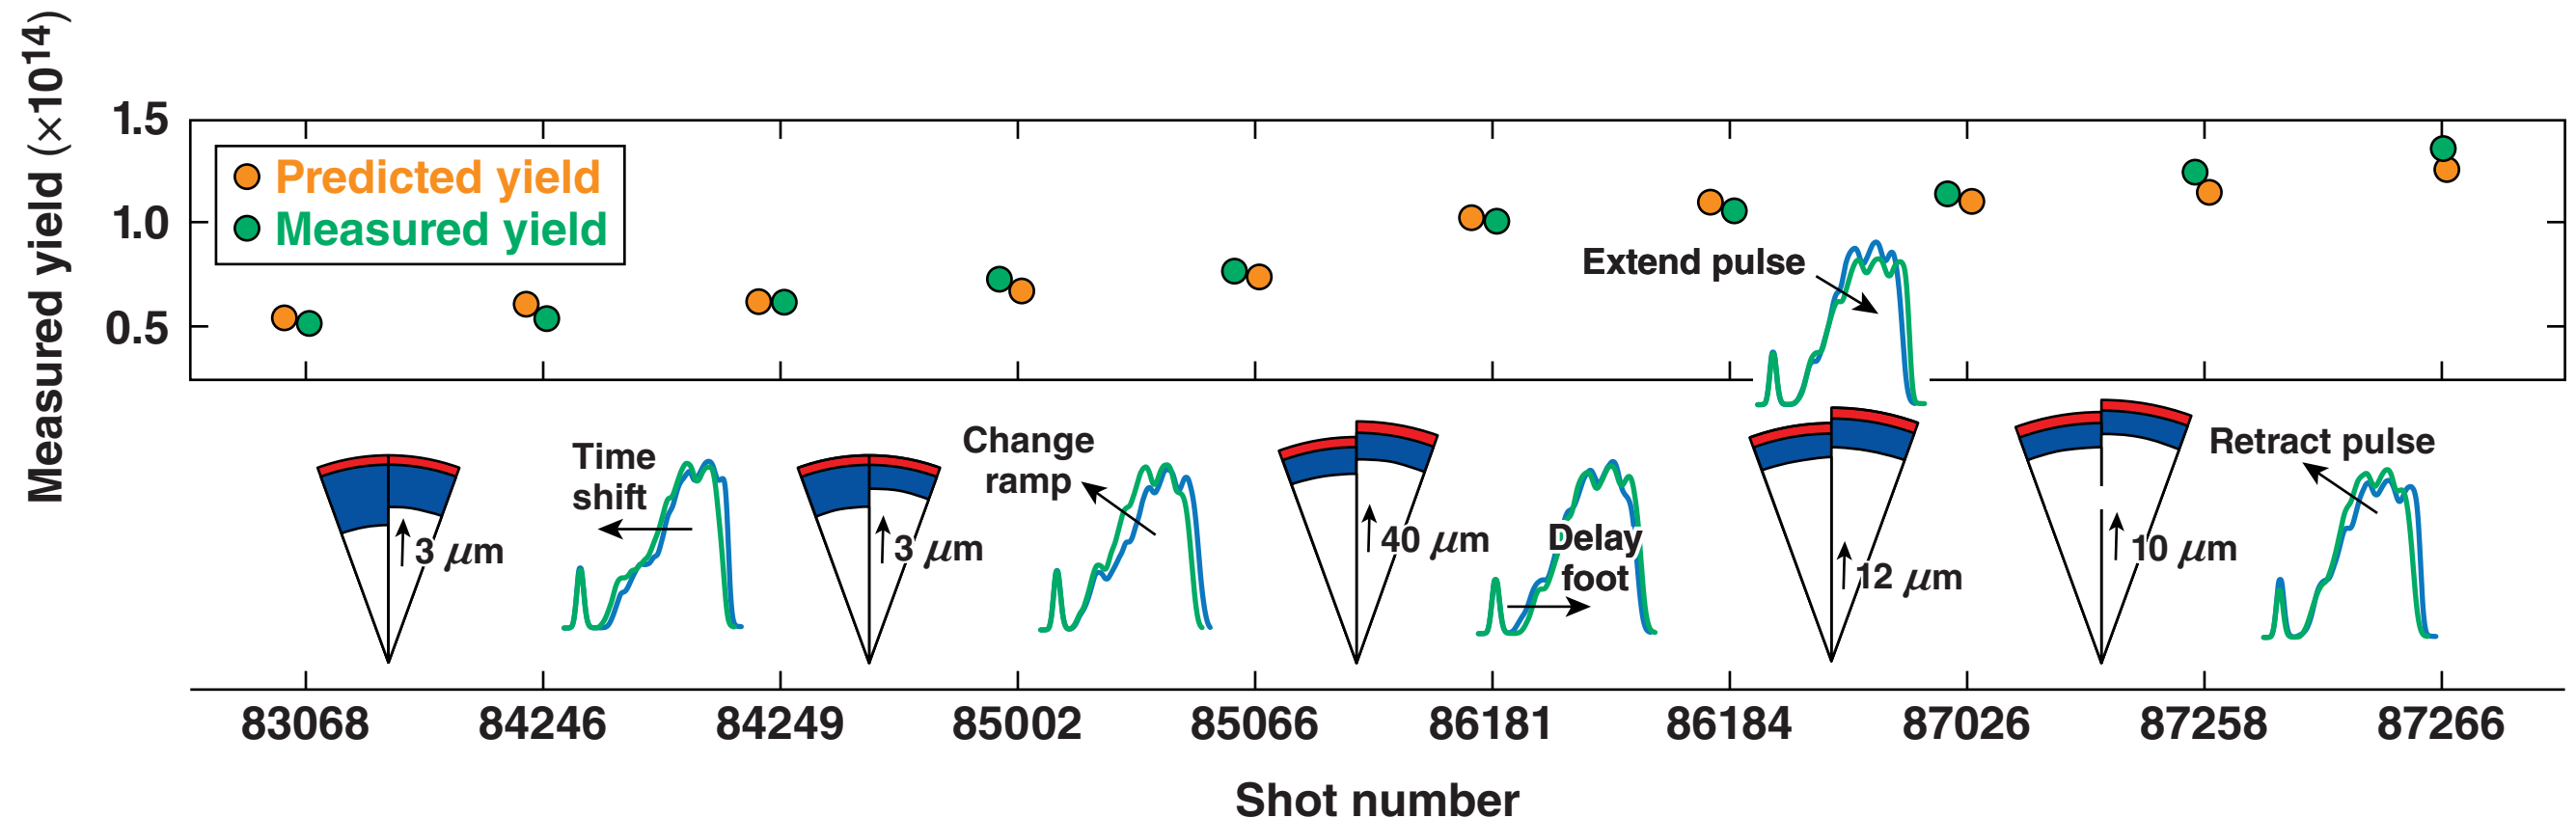 Measured yield (×10¹⁴)
1.5
1.0
0.5
Predicted yield
Measured yield
Extend pulse
3 μm
Time
shift
3 μm
Change
ramp
40 μm
Delay
foot
12 μm
10 μm
Retract pulse
83068 84246 84249 85002 85066 86181 86184 87026 87258 87266
Shot number